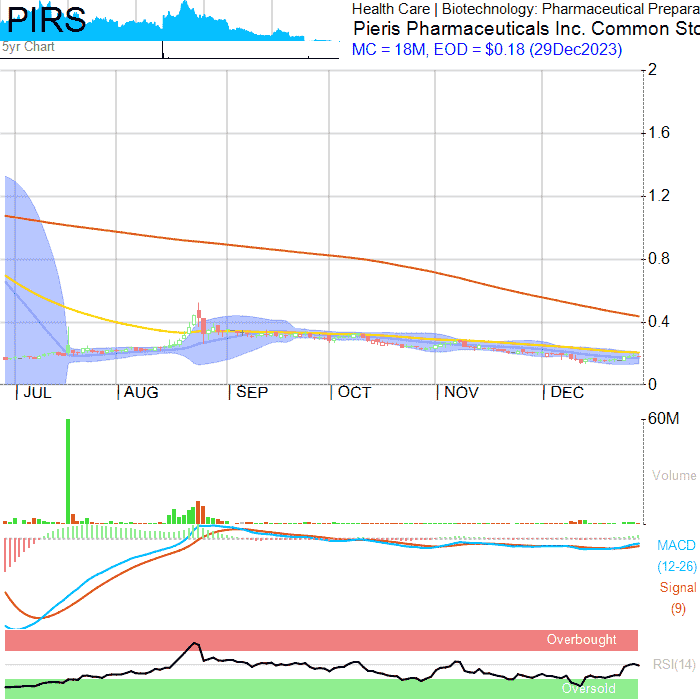 PIRS
Health Care | Biotechnology: Pharmaceutical Prepara
Pieris Pharmaceuticals Inc. Common Sto
5yr Chart
MC = 18M, EOD = $0.18 (29Dec2023)
2
1.6
1.2
0.8
0.4
0
JUL AUG SEP OCT NOV DEC
60M
Volume
MACD
(12-26)
Signal
(9)
Overbought
RSI(14)
Oversold